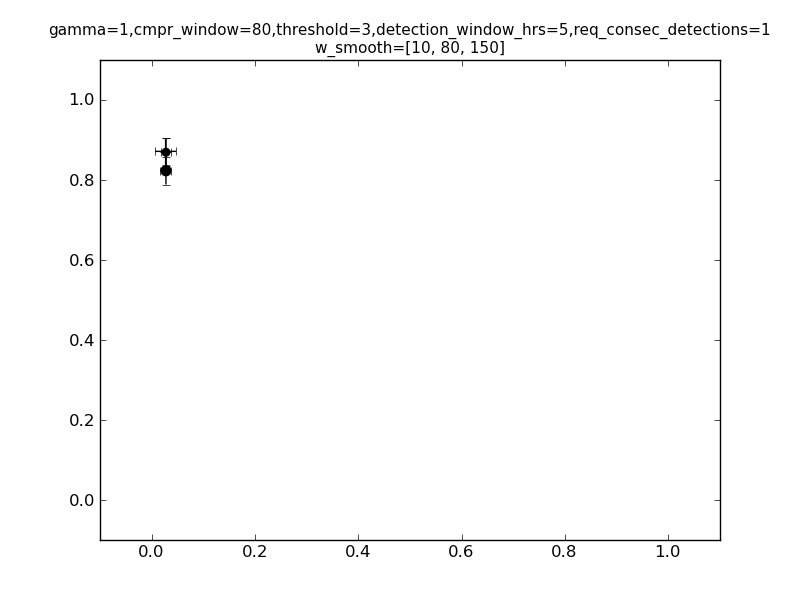 gamma=1,cmpr_window=80,threshold=3,detection_window_hrs=5,req_consec_detections=1
w_smooth=[10, 80, 150]
1.0
0.8
0.6
0.4
0.2
0.0
0.0 0.2 0.4 0.6 0.8 1.0